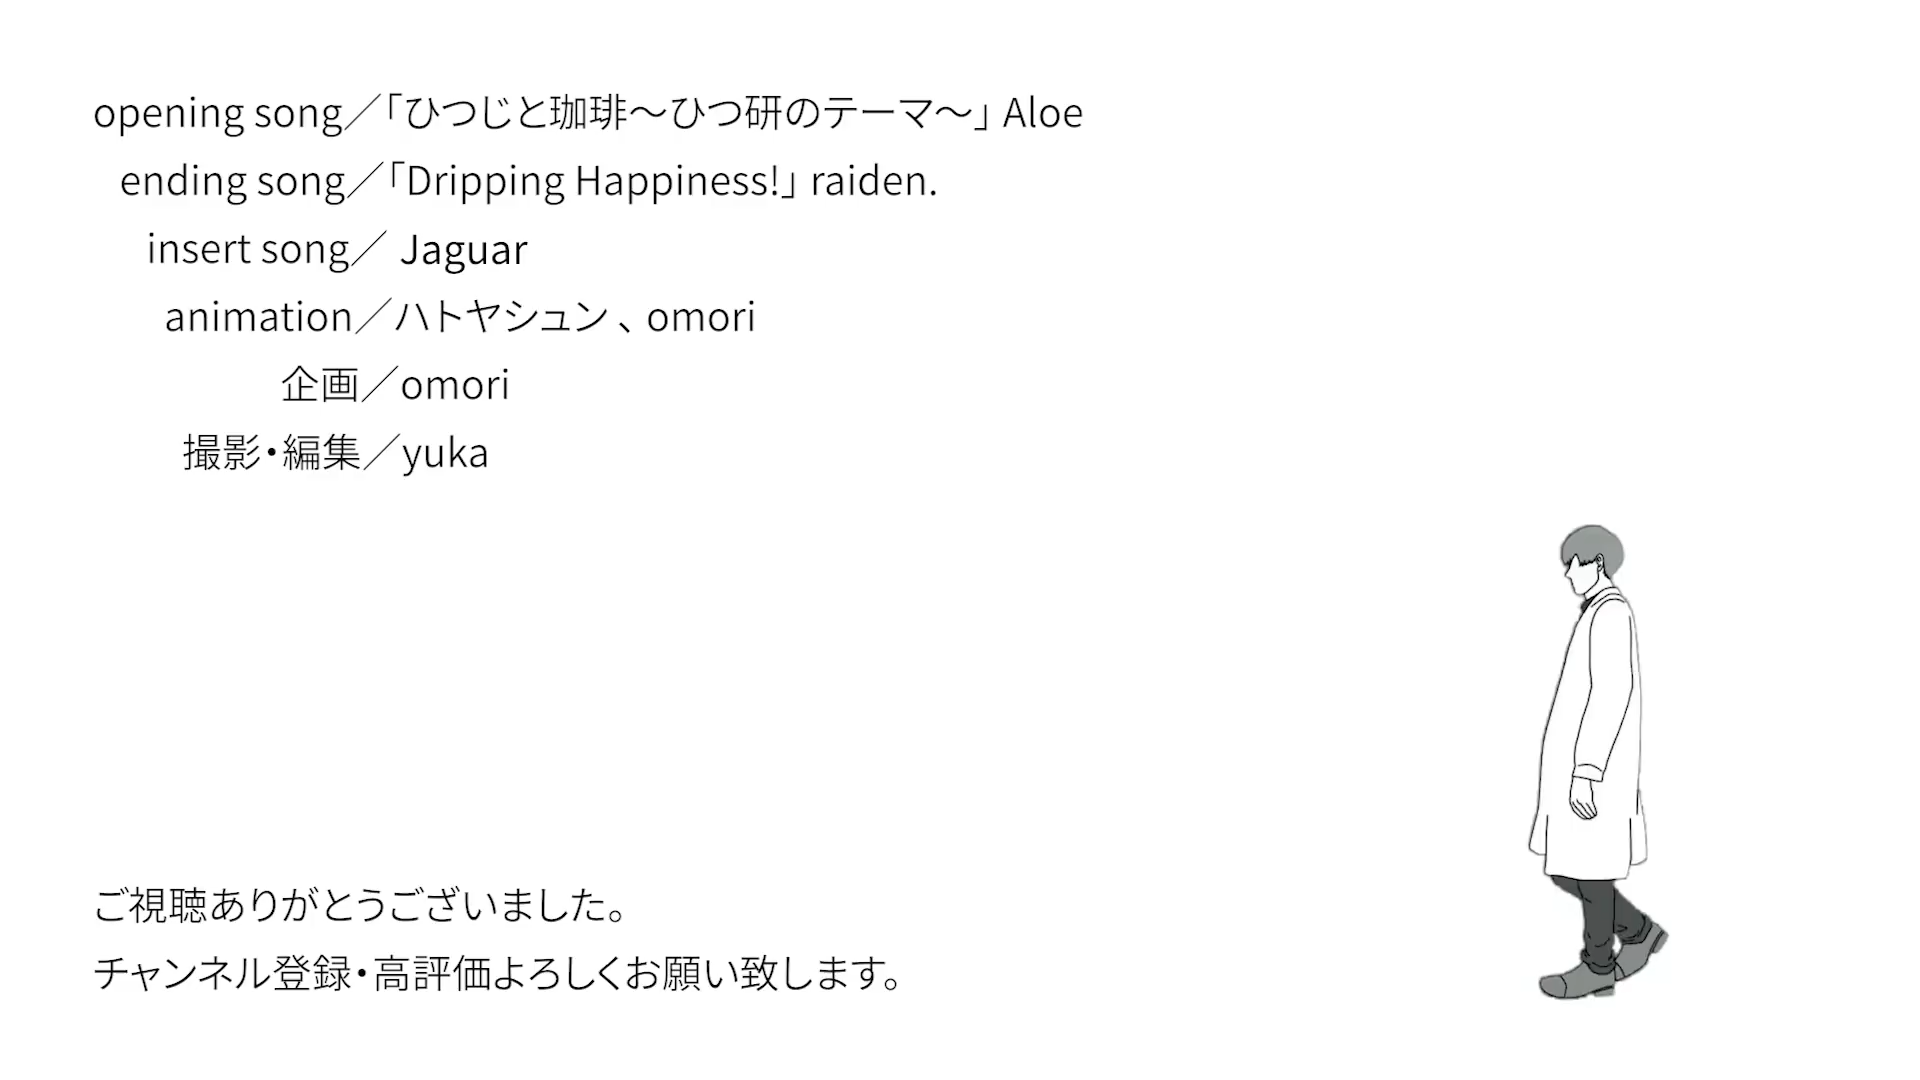 opening song／「ひつじと珈琲～ひつ研のテーマ～」 Aloe
ending song／「Dripping Happiness!」 raiden.
insert song／ Jaguar
animation／ハトヤシュン 、 omori
企画／omori
撮影・編集／yuka
ご視聴ありがとうございました。
チャンネル登録・高評価よろしくお願い致します。